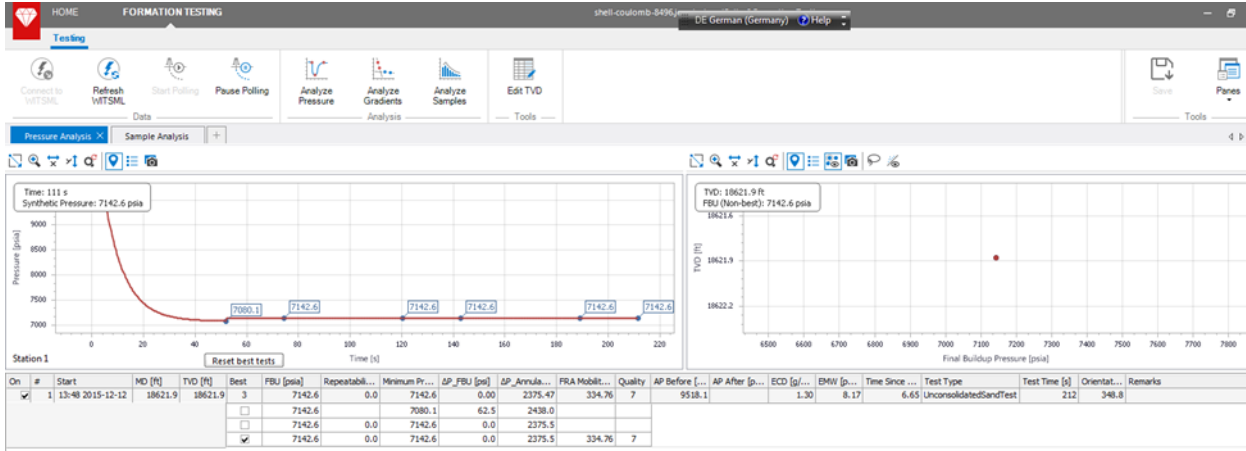 HOME FORMATION TESTING shell-coulomb-8496 DE German (Germany) Help
Testing
Connect to WITSML
Refresh WITSML
Start Polling
Pause Polling
Analyze Pressure
Analyze Gradients
Analyze Samples
Edit TVD
Save
Panes
Data Analysis Tools Tools
Pressure Analysis Sample Analysis
Time: 111 s
Synthetic Pressure: 7142.6 psia
9000
8500
8000
7500
7000
Pressure [psia]
7080.1 7142.6 7142.6 7142.6 7142.6 7142.6
0 20 40 60 80 100 120 140 160 180 200 220
Station 1 Reset best tests Time [s]
TVD: 18621.9 ft
FBU (Non-best): 7142.6 psia
18621.6
18621.9
18622.2
TVD [ft]
6500 6600 6700 6800 6900 7000 7100 7200 7300 7400 7500 7600 7700 7800
Final Buildup Pressure [psia]
On # Start MD [ft] TVD [ft] Best FBU [psia] Repeatabili... Minimum Pr... ΔP_FBU [psi] ΔP_Annula... FRA Mobilit... Quality AP Before [... AP After [p... ECD [g/... EMW [p... Time Since ... Test Type Test Time [s] Orientat... Remarks
1 13:48 2015-12-12 18621.9 18621.9 3 7142.6 0.0 7142.6 0.00 2375.47 334.76 7 9518.1 1.30 8.17 6.65 UnconsolidatedSandTest 212 348.8
7142.6 7080.1 62.5 2438.0
7142.6 0.0 7142.6 0.0 2375.5
7142.6 0.0 7142.6 0.0 2375.5 334.76 7